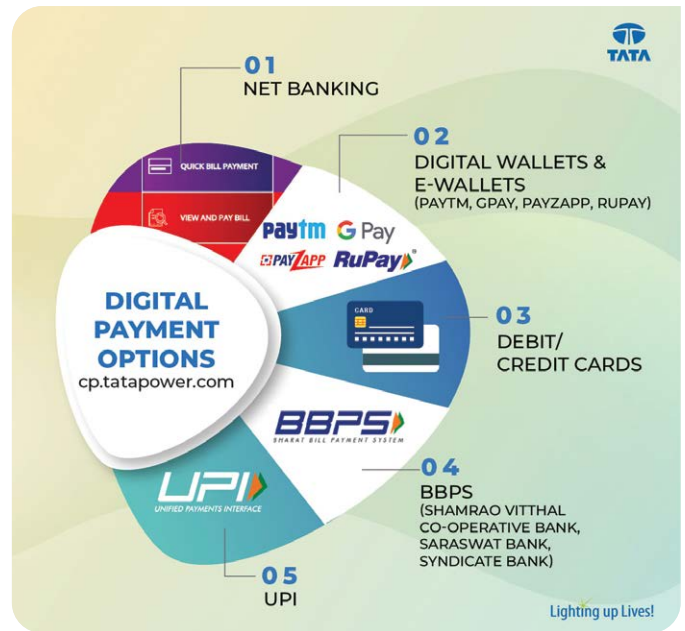 TATA
01
NET BANKING
02
DIGITAL WALLETS &
E-WALLETS
(PAYTM, GPAY, PAYZAPP, RUPAY)
QUICK BILL PAYMENT
VIEW AND PAY BILL
paytm G Pay
PAYZAPP RuPay
DIGITAL
PAYMENT
OPTIONS
cp.tatapower.com
CARD
03
DEBIT/
CREDIT CARDS
BBPS
BHARAT BILL PAYMENT SYSTEM
04
BBPS
(SHAMRAO VITTHAL
CO-OPERATIVE BANK,
SARASWAT BANK,
SYNDICATE BANK)
UPI
UNIFIED PAYMENTS INTERFACE
05
UPI
Lighting up Lives!